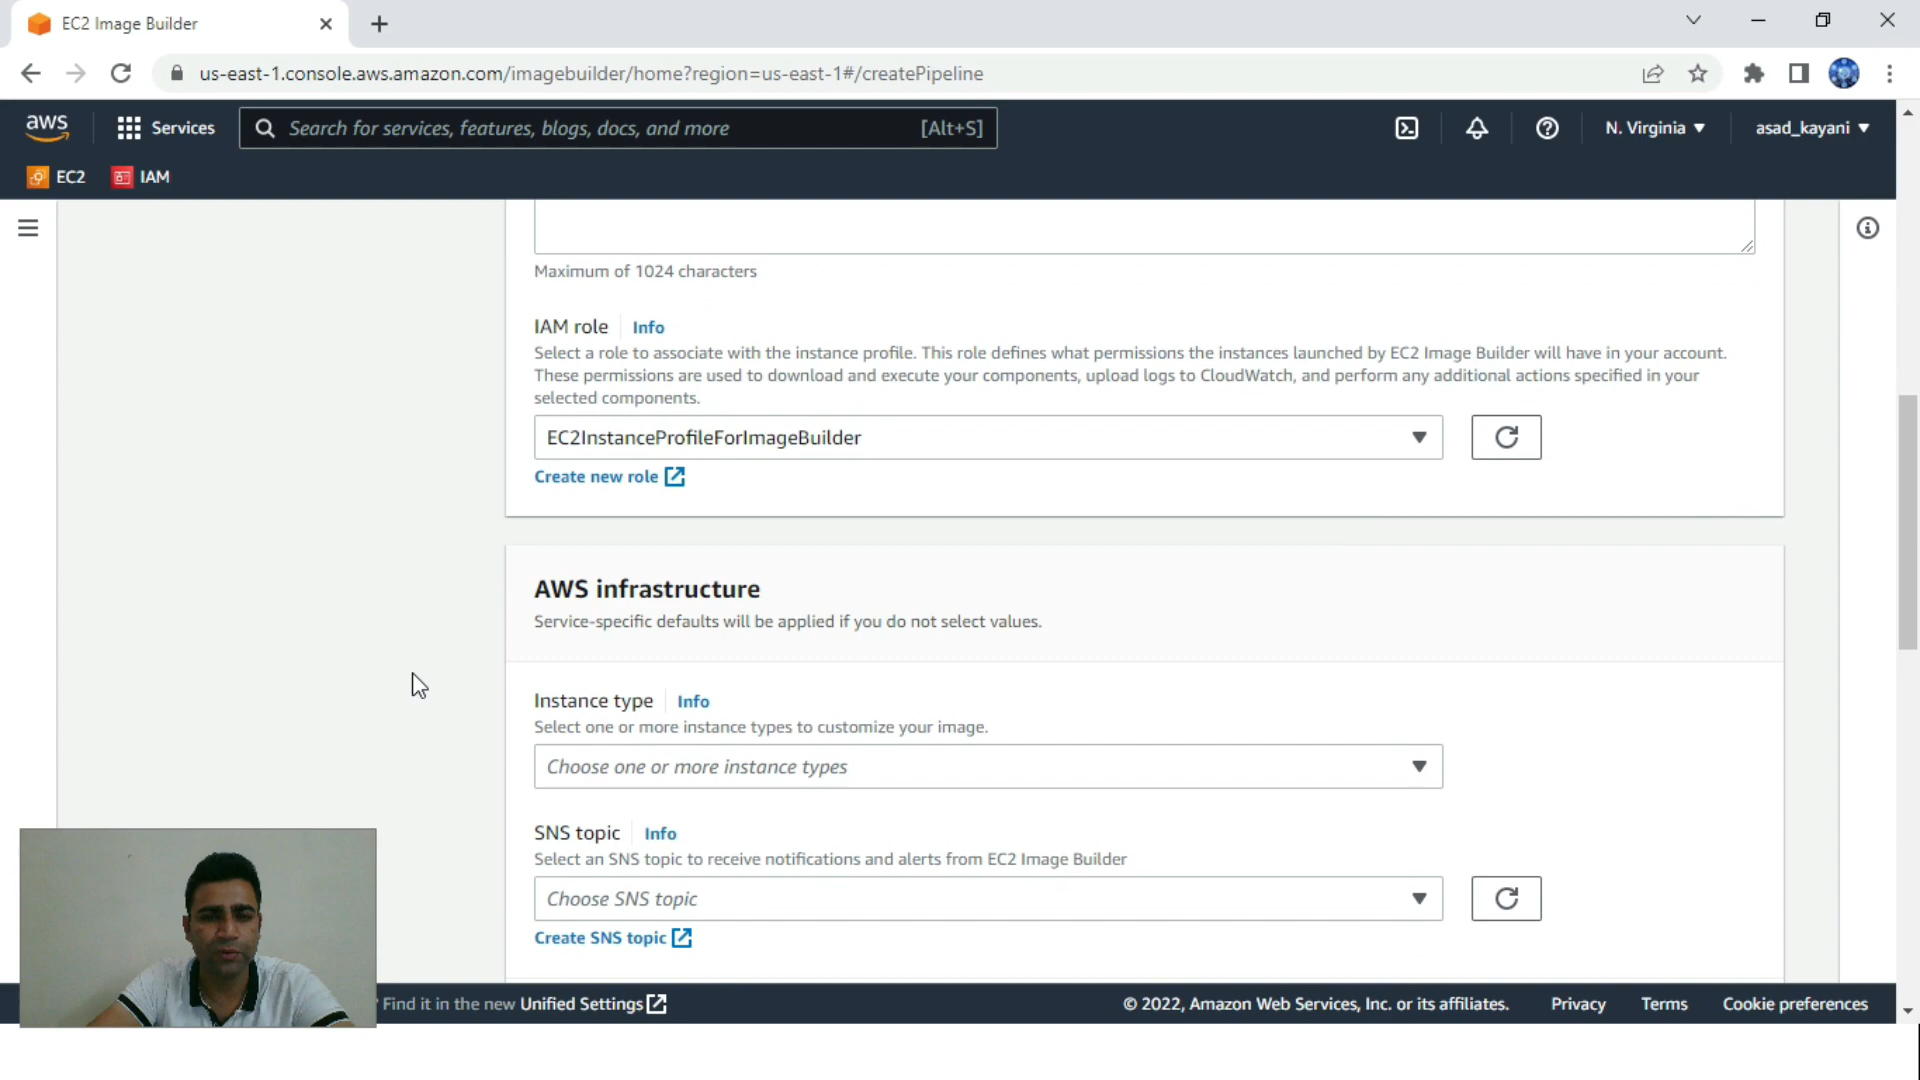 EC2 Image Builder
us-east-1.console.aws.amazon.com/imagebuilder/home?region=us-east-1#/createPipeline
aws
Services
Search for services, features, blogs, docs, and more
[Alt+S]
N. Virginia
asad_kayani
EC2
IAM
Maximum of 1024 characters
IAM role
Info
Select a role to associate with the instance profile. This role defines what permissions the instances launched by EC2 Image Builder will have in your account.
These permissions are used to download and execute your components, upload logs to CloudWatch, and perform any additional actions specified in your
selected components.
EC2InstanceProfileForImageBuilder
Create new role
AWS infrastructure
Service-specific defaults will be applied if you do not select values.
Instance type
Info
Select one or more instance types to customize your image.
Choose one or more instance types
SNS topic
Info
Select an SNS topic to receive notifications and alerts from EC2 Image Builder
Choose SNS topic
Create SNS topic
Find it in the new Unified Settings
© 2022, Amazon Web Services, Inc. or its affiliates.
Privacy
Terms
Cookie preferences